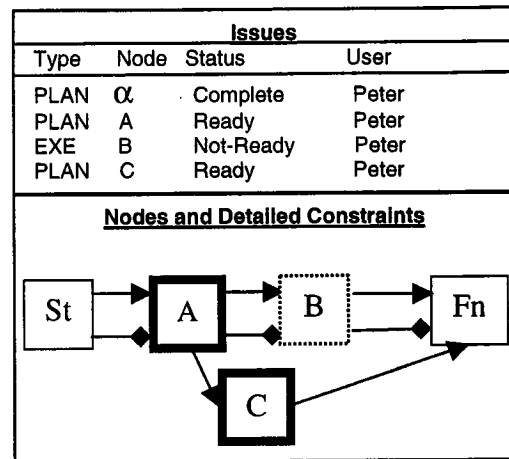 Issues
Type Node Status User
PLAN α Complete Peter
PLAN A Ready Peter
EXE B Not-Ready Peter
PLAN C Ready Peter
Nodes and Detailed Constraints
St A B Fn
C